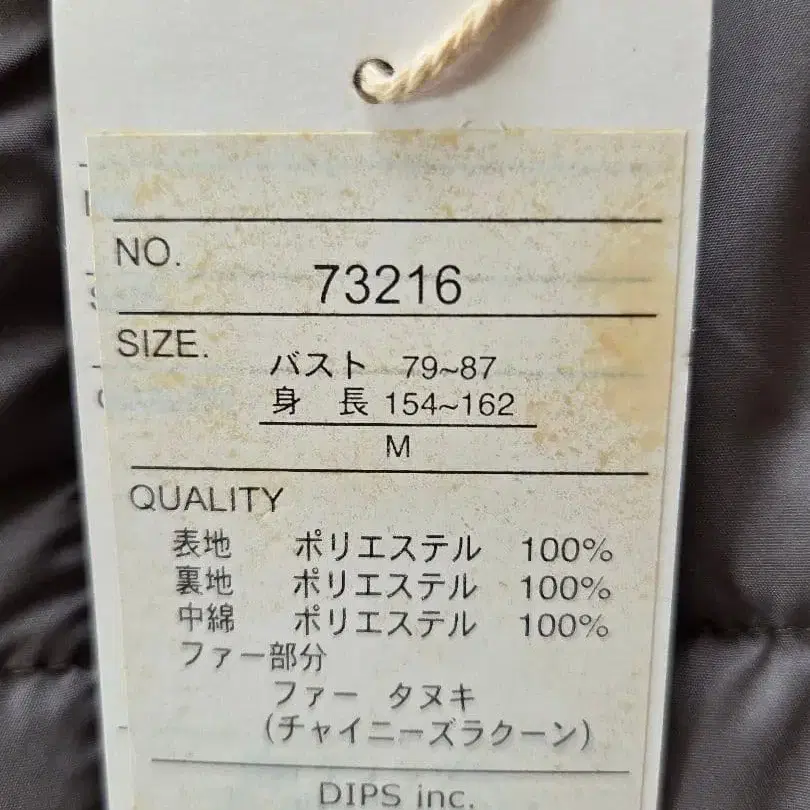 NO.
73216
SIZE.
バスト 79~87
身 長 154~162
M
QUALITY
表地 ポリエステル 100%
裏地 ポリエステル 100%
中綿 ポリエステル 100%
ファー部分
ファー タヌキ
(チャイニーズラクーン)
DIPS inc.